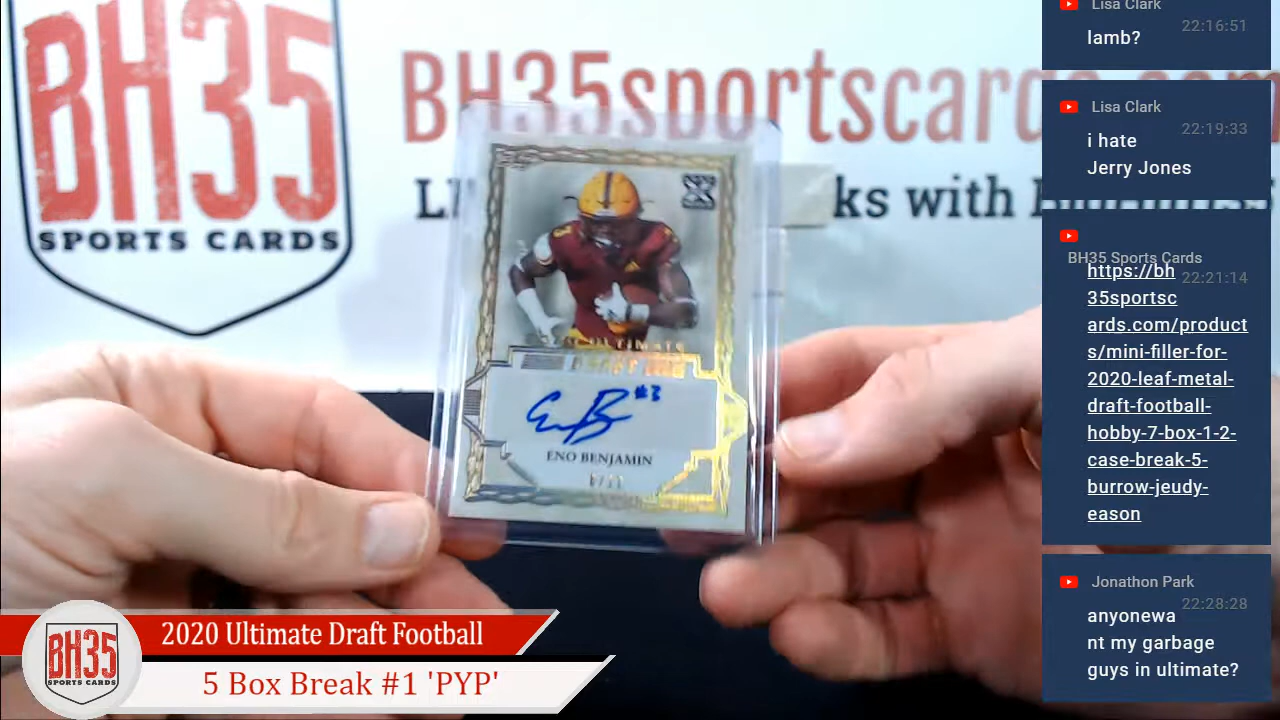 BH35
SPORTS CARDS
BH35sportscards.com
ks with
ULTIMATE
DRAFT
#3
ENO BENJAMIN
BH35
SPORTS CARDS
2020 Ultimate Draft Football
5 Box Break #1 'PYP'
Lisa Clark
22:16:51
lamb?
Lisa Clark
22:19:33
i hate
Jerry Jones
BH35 Sports Cards
22:21:14
https://bh
35sportsc
ards.com/product
s/mini-filler-for-
2020-leaf-metal-
draft-football-
hobby-7-box-1-2-
case-break-5-
burrow-jeudy-
eason
Jonathon Park
22:28:28
anyonewa
nt my garbage
guys in ultimate?